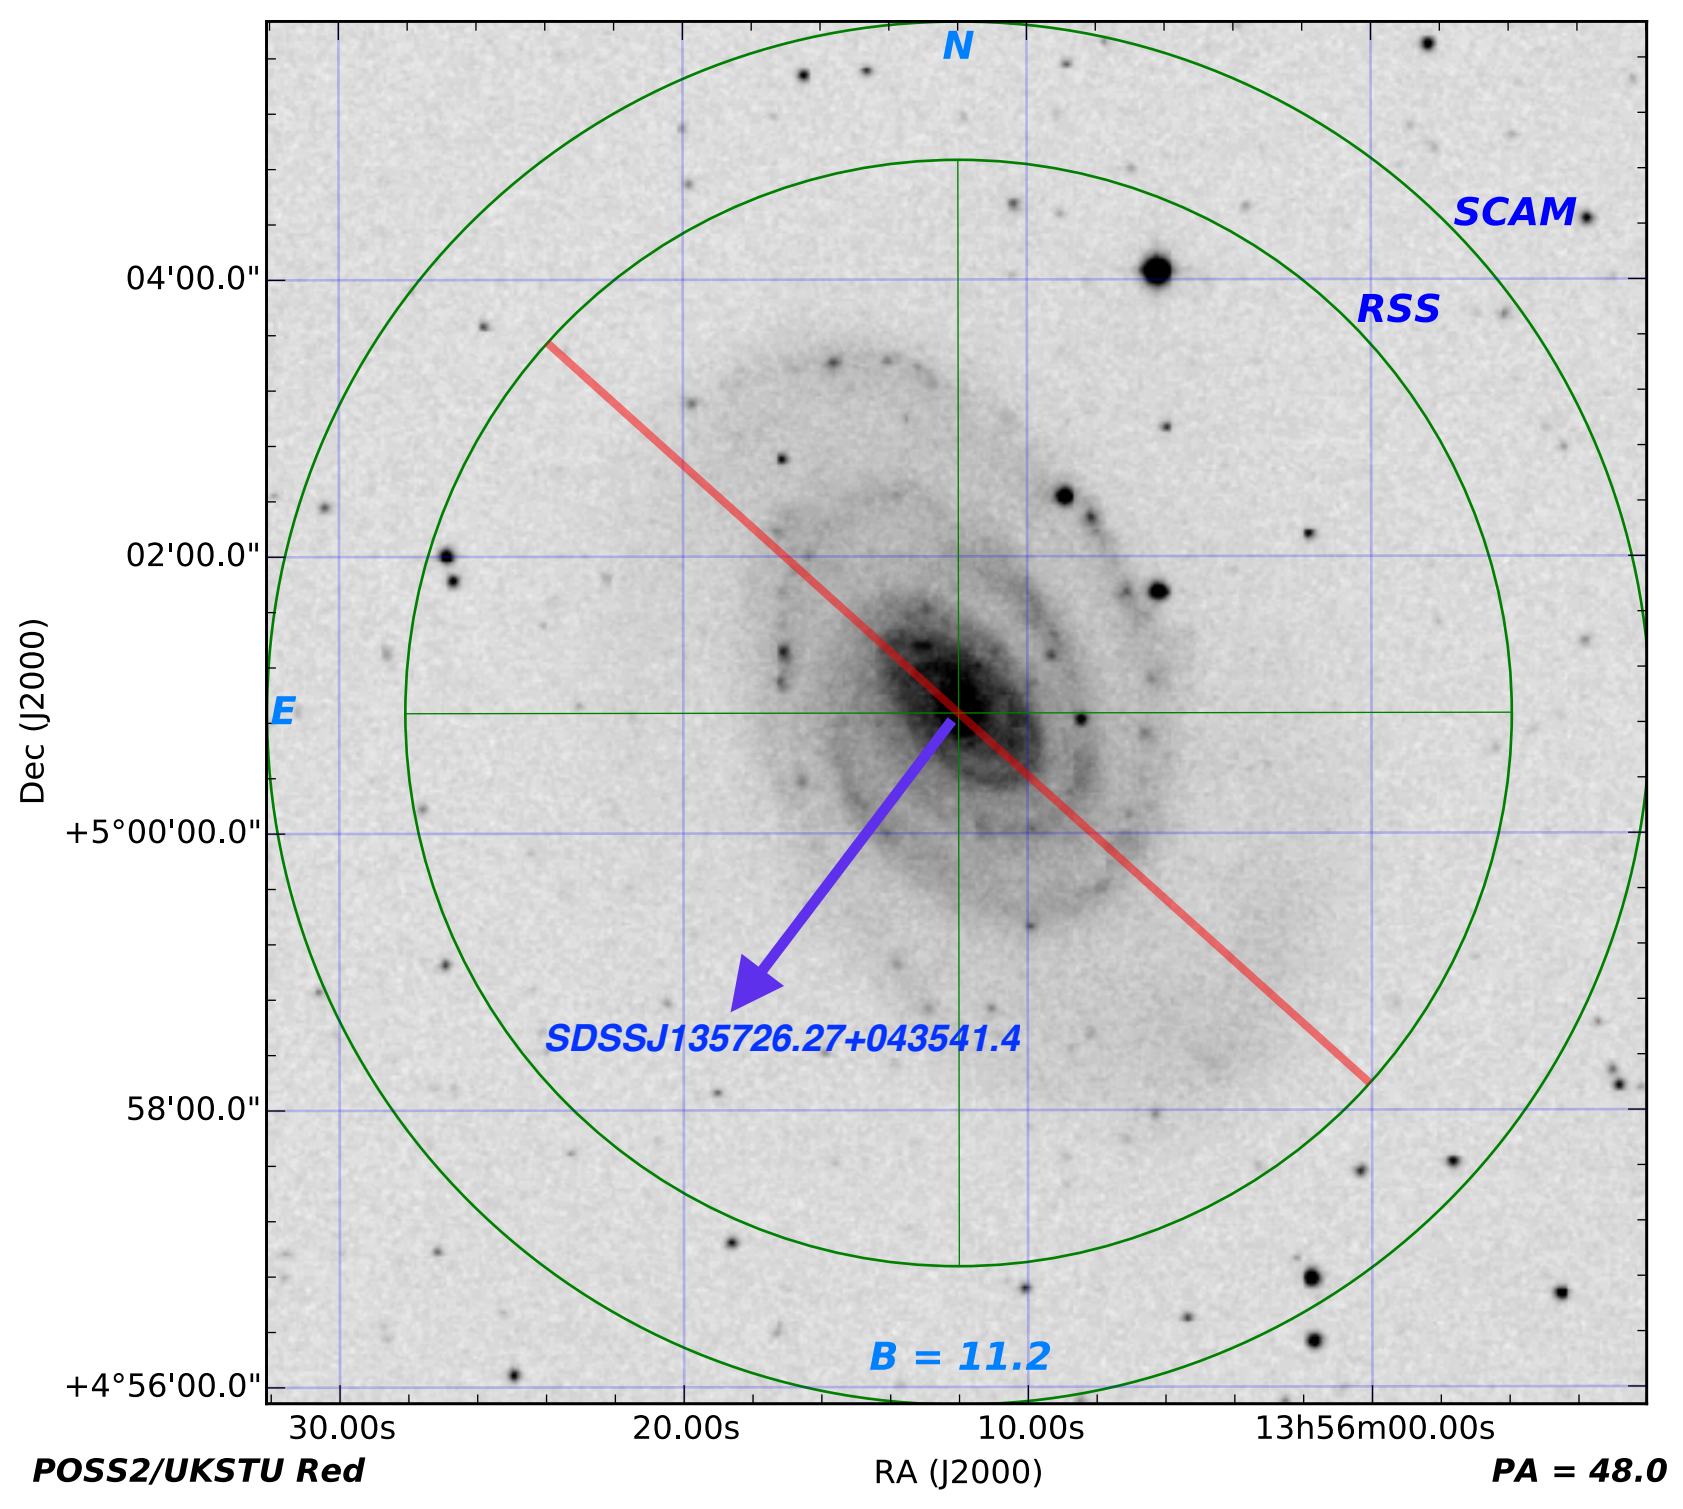 N
SCAM
RSS
04'00.0"
02'00.0"
E
Dec (J2000)
+5°00'00.0"
SDSSJ135726.27+043541.4
58'00.0"
B = 11.2
+4°56'00.0"
30.00s 20.00s 10.00s 13h56m00.00s
POSS2/UKSTU Red RA (J2000) PA = 48.0